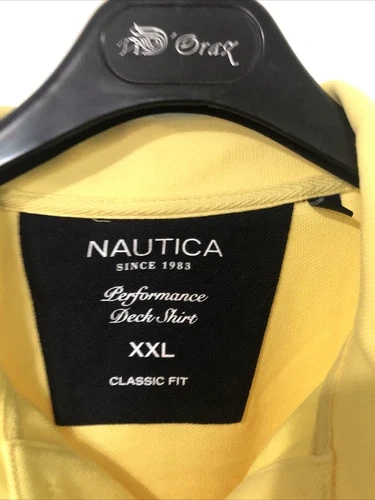 D'Orax
NAUTICA
SINCE 1983
Performance
Deck Shirt
XXL
CLASSIC FIT